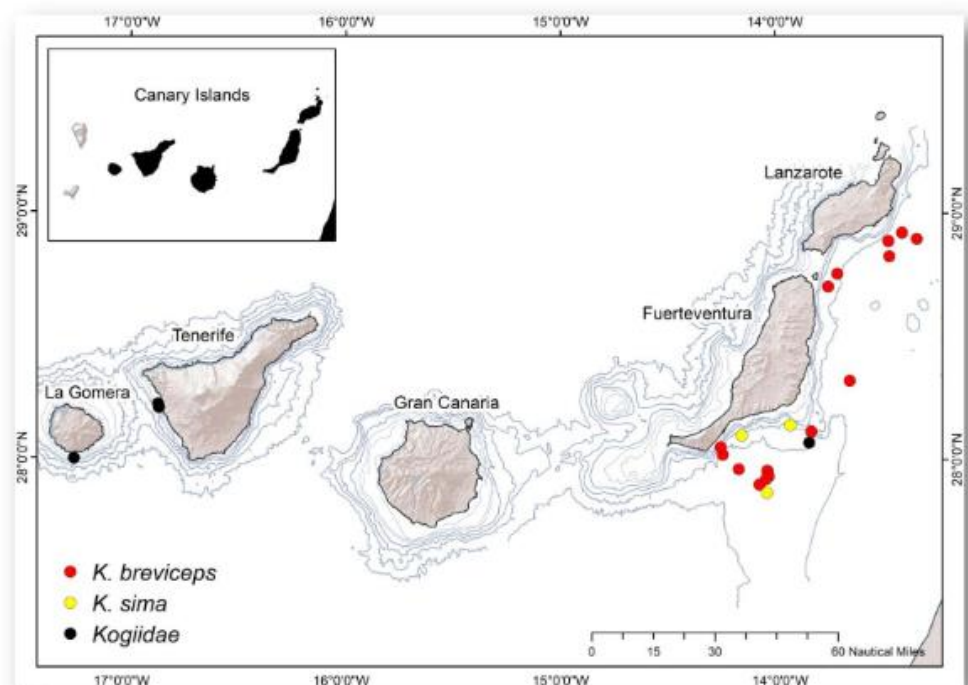 17°0'0"W 16°0'0"W 15°0'0"W 14°0'0"W
Canary Islands
Lanzarote
29°0'0"N 29°0'0"N
Fuerteventura
Tenerife
La Gomera
Gran Canaria
28°0'0"N 28°0'0"N
K. breviceps
K. sima
Kogiidae
0 15 30 60 Nautical Miles
17°0'0"W 16°0'0"W 15°0'0"W 14°0'0"W